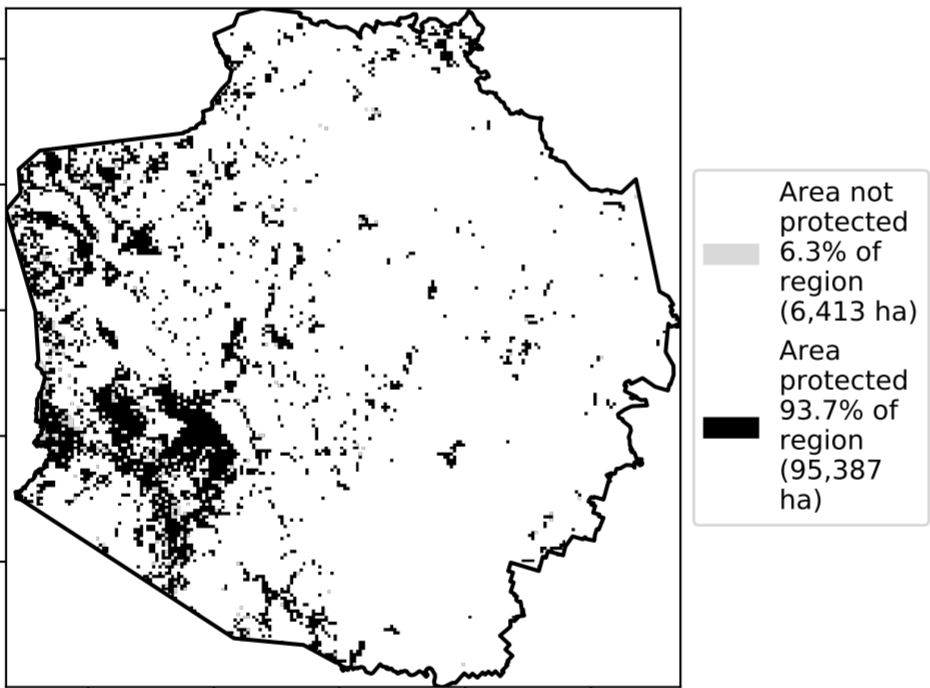 Area not
protected
6.3% of
region
(6,413 ha)
Area
protected
93.7% of
region
(95,387
ha)